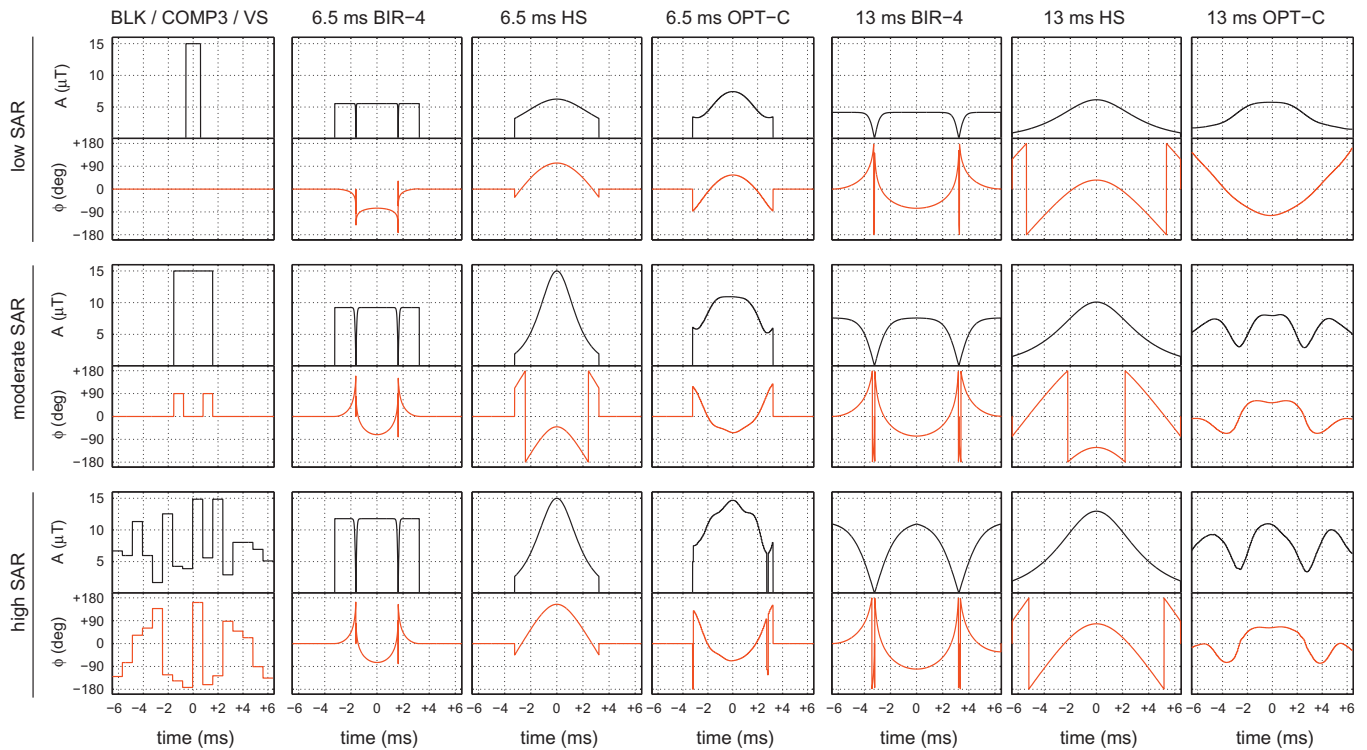 BLK / COMP3 / VS 6.5 ms BIR−4 6.5 ms HS 6.5 ms OPT−C 13 ms BIR−4 13 ms HS 13 ms OPT−C
low SAR
A (μT)
15
10
5
ϕ (deg)
+180
+90
0
−90
−180
moderate SAR
A (μT)
15
10
5
ϕ (deg)
+180
+90
0
−90
−180
high SAR
A (μT)
15
10
5
ϕ (deg)
+180
+90
0
−90
−180
−6 −4 −2 0 +2 +4 +6 −6 −4 −2 0 +2 +4 +6 −6 −4 −2 0 +2 +4 +6 −6 −4 −2 0 +2 +4 +6 −6 −4 −2 0 +2 +4 +6 −6 −4 −2 0 +2 +4 +6 −6 −4 −2 0 +2 +4 +6
time (ms) time (ms) time (ms) time (ms) time (ms) time (ms) time (ms)